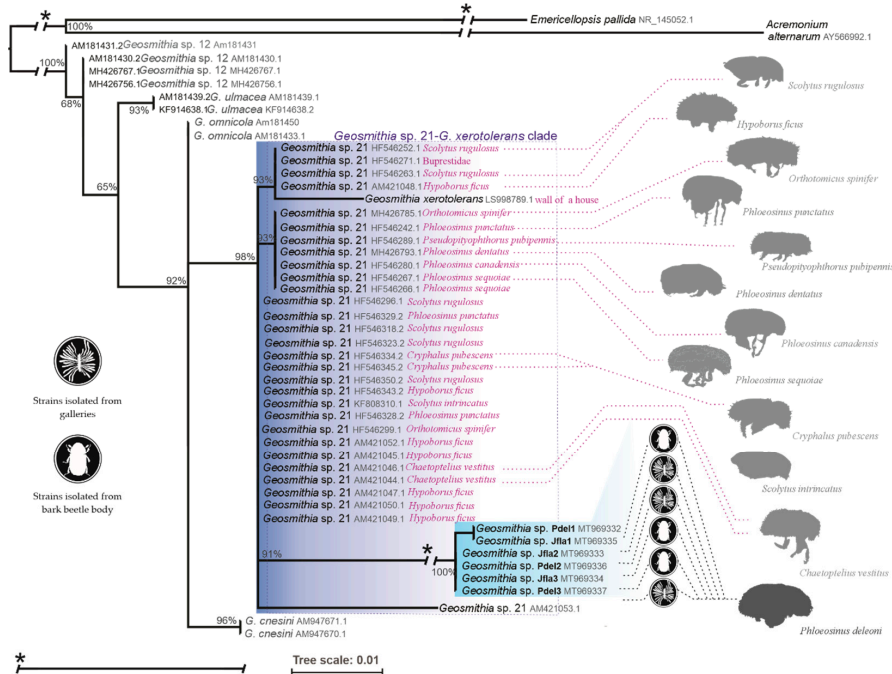 *
*
Emericellopsis pallida NR_145052.1
100%
Acremonium
alternarum AY566992.1
AM181431.2 Geosmithia sp. 12 Am181431
AM181430.2 Geosmithia sp. 12 AM181430.1
100%
MH426767.1 Geosmithia sp. 12 MH426767.1
MH426756.1 Geosmithia sp. 12 MH426756.1
68%
AM181439.2 G. ulmacea AM181439.1
93%
KF914638.1 G. ulmacea KF914638.2
G. omnicola Am181450
G. omnicola AM181433.1
Geosmithia sp. 21-G. xerotolerans clade
Geosmithia sp. 21 HF546252.1 Scolytus rugulosus
Geosmithia sp. 21 HF546271.1 Buprestidae
Geosmithia sp. 21 HF546263.1 Scolytus rugulosus
93%
Geosmithia sp. 21 AM421048.1 Hypoborus ficus
65%
Geosmithia xerotolerans LS998789.1 wall of a house
Geosmithia sp. 21 MH426785.1 Orthotomicus spinifer
Geosmithia sp. 21 HF546242.1 Phloeosinus punctatus
93%
Geosmithia sp. 21 HF546289.1 Pseudopityophthorus pubipennis
Geosmithia sp. 21 MH426793.1 Phloeosinus dentatus
98%
Geosmithia sp. 21 HF546280.1 Phloeosinus canadensis
Geosmithia sp. 21 HF546267.1 Phloeosinus sequoiae
92%
Geosmithia sp. 21 HF546266.1 Phloeosinus sequoiae
Geosmithia sp. 21 HF546296.1 Scolytus rugulosus
Geosmithia sp. 21 HF546329.2 Phloeosinus punctatus
Geosmithia sp. 21 HF546318.2 Scolytus rugulosus
Geosmithia sp. 21 HF546323.2 Scolytus rugulosus
Geosmithia sp. 21 HF546334.2 Cryphalus pubescens
Geosmithia sp. 21 HF546345.2 Cryphalus pubescens
Geosmithia sp. 21 HF546350.2 Scolytus rugulosus
Geosmithia sp. 21 HF546343.2 Hypoborus ficus
Geosmithia sp. 21 KF808310.1 Scolytus intrincatus
Geosmithia sp. 21 HF546328.2 Phloeosinus punctatus
Geosmithia sp. 21 HF546299.1 Orthotomicus spinifer
Geosmithia sp. 21 AM421052.1 Hypoborus ficus
Geosmithia sp. 21 AM421045.1 Hypoborus ficus
Geosmithia sp. 21 AM421046.1 Chaetoptelius vestitus
Geosmithia sp. 21 AM421044.1 Chaetoptelius vestitus
Geosmithia sp. 21 AM421047.1 Hypoborus ficus
Geosmithia sp. 21 AM421050.1 Hypoborus ficus
Geosmithia sp. 21 AM421049.1 Hypoborus ficus
Geosmithia sp. Pdel1 MT969332
Geosmithia sp. Jfla1 MT969335
91%
*
Geosmithia sp. Jfla2 MT969333
100%
Geosmithia sp. Pdel2 MT969336
Geosmithia sp. Jfla3 MT969334
Geosmithia sp. Pdel3 MT969337
Geosmithia sp. 21 AM421053.1
96%
G. cnesini AM947671.1
G. cnesini AM947670.1
Strains isolated from
galleries
Strains isolated from
bark beetle body
Scolytus rugulosus
Hypoborus ficus
Orthotomicus spinifer
Phloeosinus punctatus
Pseudopityophthorus pubipennis
Phloeosinus dentatus
Phloeosinus canadensis
Phloeosinus sequoiae
Cryphalus pubescens
Scolytus intrincatus
Chaetoptelius vestitus
Phloeosinus deleoni
*
Tree scale: 0.01